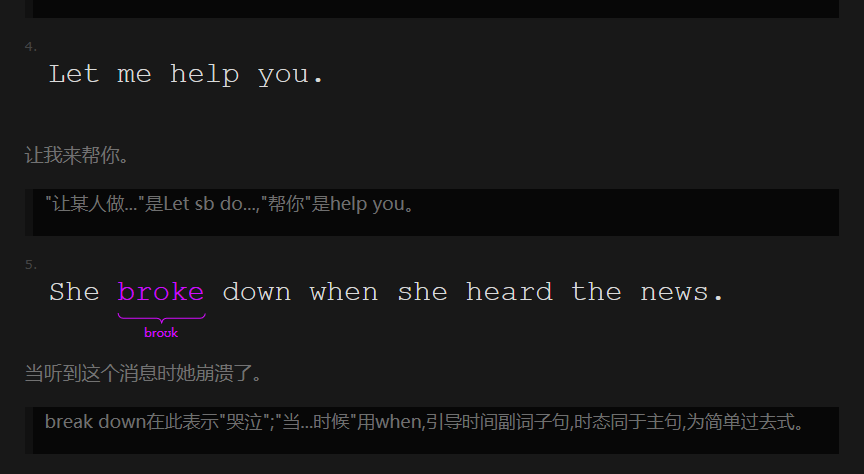 4.
Let me help you.
让我来帮你。
"让某人做..."是Let sb do...,"帮你"是help you。
5.
She broke down when she heard the news.
broʊk
当听到这个消息时她崩溃了。
break down在此表示"哭泣";"当...时候"用when,引导时间副词子句,时态同于主句,为简单过去式。